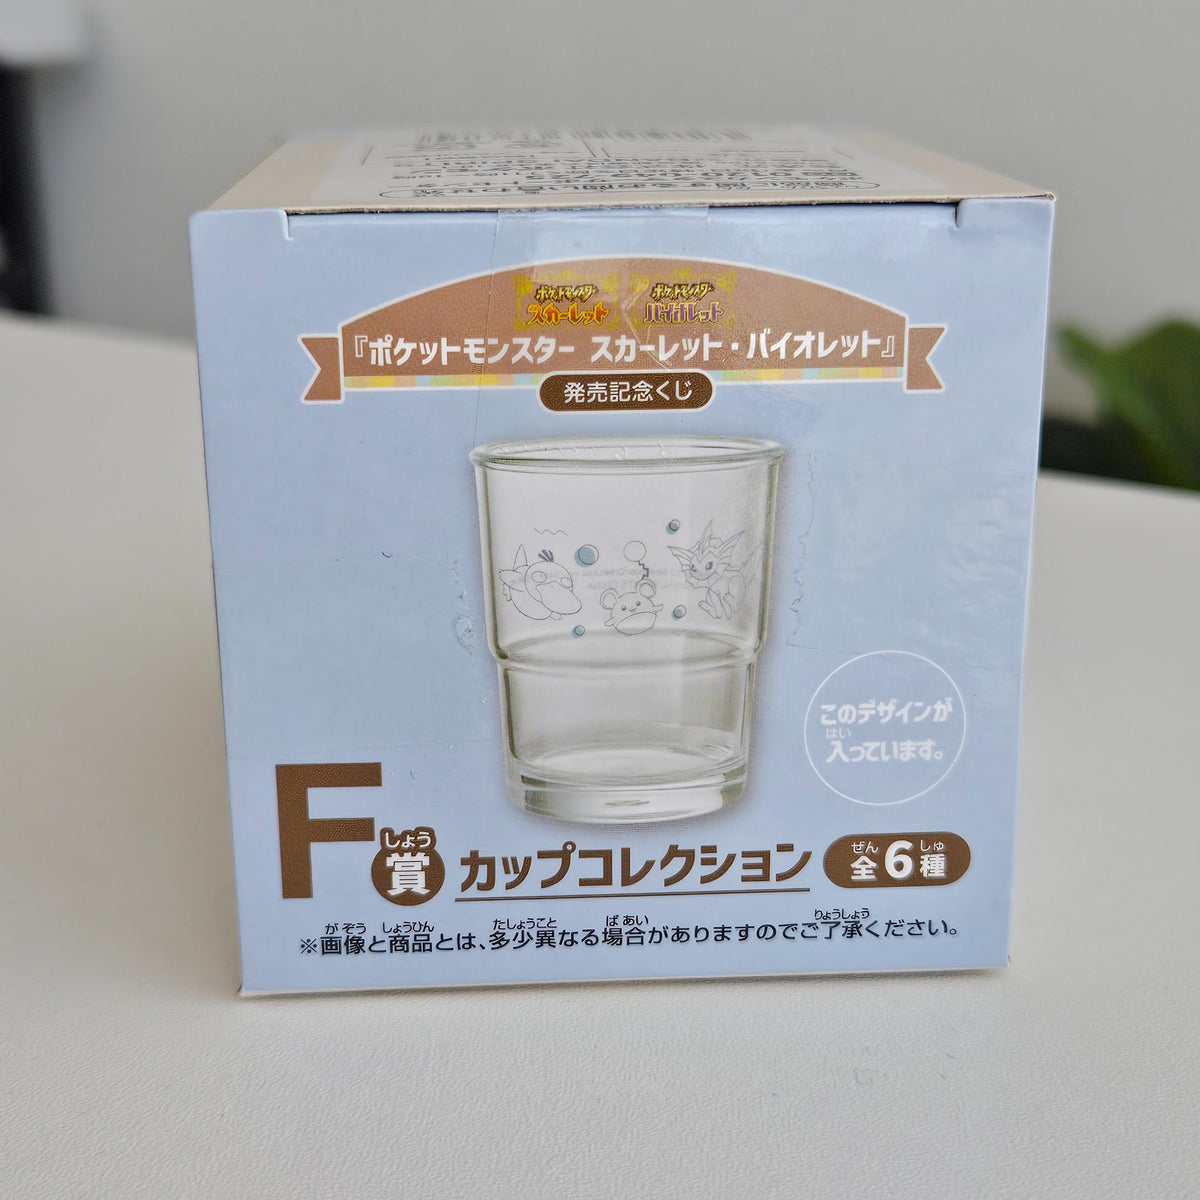 ポケットモンスター スカーレット
ポケットモンスター バイオレット
『ポケットモンスター スカーレット・バイオレット』
発売記念くじ
このデザインが
はい
入っています。
F
しょう
賞
カップコレクション
ぜん しゅ
全6種
がぞう しょうひん たしょうこと ばあい りょうしょう
※画像と商品とは、多少異なる場合がありますのでご了承ください。